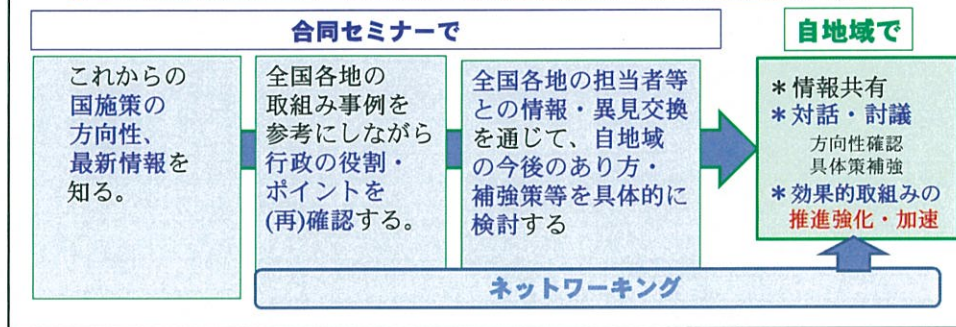 合同セミナーで
これからの
国施策の
方向性、
最新情報を
知る。
全国各地の
取組み事例を
参考にしながら
行政の役割・
ポイントを
(再)確認する。
全国各地の担当者等
との情報・異見交換
を通じて、自地域
の今後のあり方・
補強策等を具体的に
検討する
自地域で
＊情報共有
＊対話・討議
方向性確認
具体策補強
＊効果的取組みの
推進強化・加速
ネットワーキング